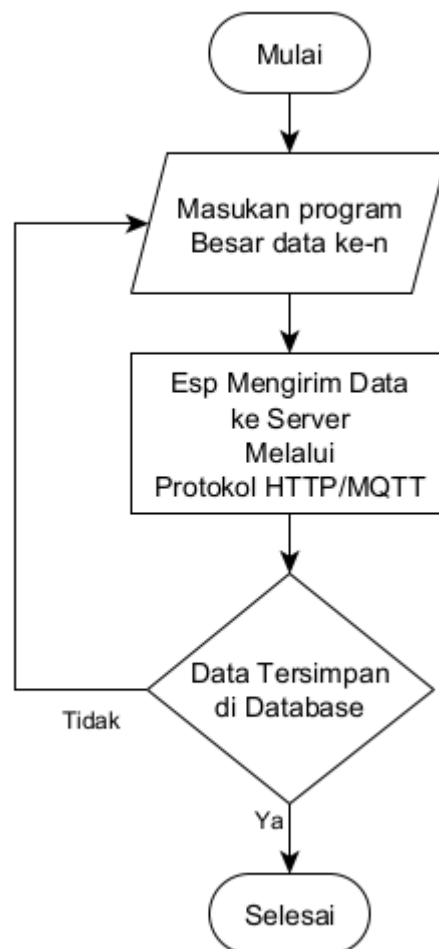 Mulai
Masukan program
Besar data ke-n
Esp Mengirim Data
ke Server
Melalui
Protokol HTTP/MQTT
Data Tersimpan
di Database
Tidak
Ya
Selesai